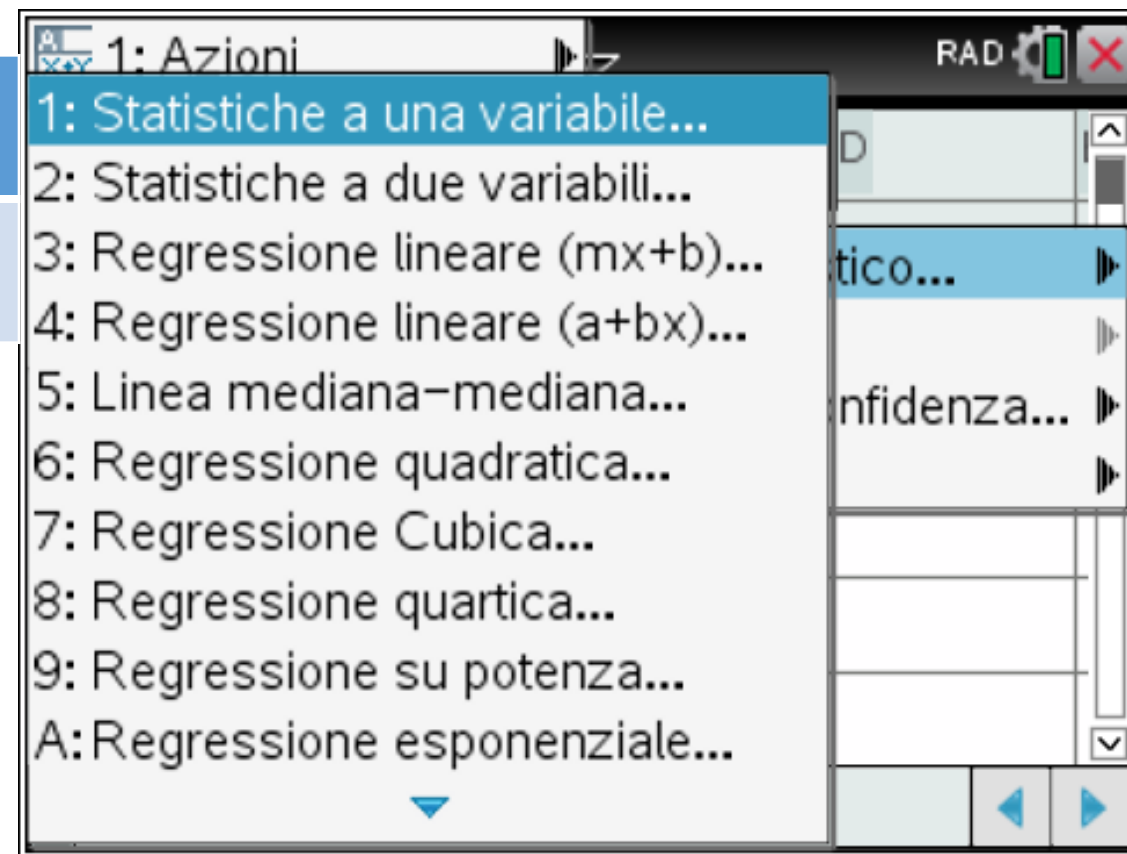 1: Azioni
RAD
1: Statistiche a una variabile...
2: Statistiche a due variabili...
3: Regressione lineare (mx+b)...
4: Regressione lineare (a+bx)...
5: Linea mediana−mediana...
6: Regressione quadratica...
7: Regressione Cubica...
8: Regressione quartica...
9: Regressione su potenza...
A: Regressione esponenziale...
D
tico...
nfidenza...